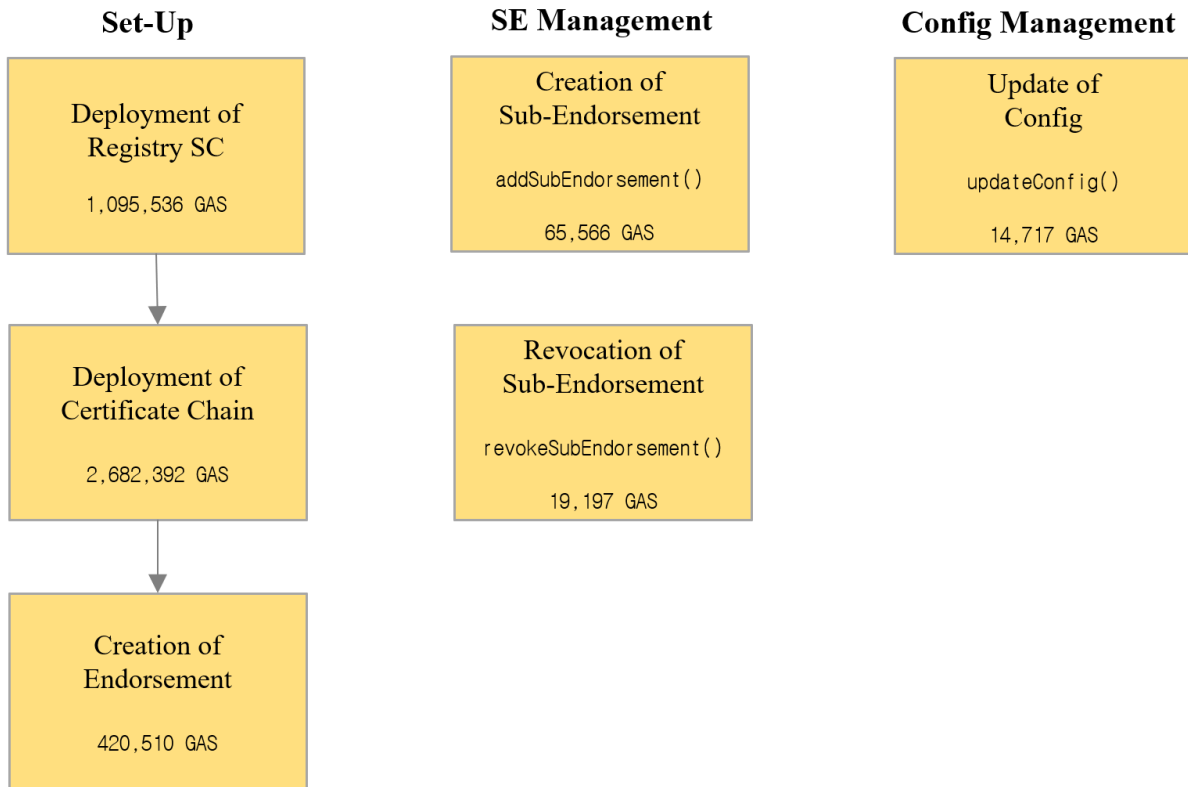 Set-Up
Deployment of
Registry SC
1,095,536 GAS
Deployment of
Certificate Chain
2,682,392 GAS
Creation of
Endorsement
420,510 GAS
SE Management
Creation of
Sub-Endorsement
addSubEndorsement()
65,566 GAS
Revocation of
Sub-Endorsement
revokeSubEndorsement()
19,197 GAS
Config Management
Update of
Config
updateConfig()
14,717 GAS